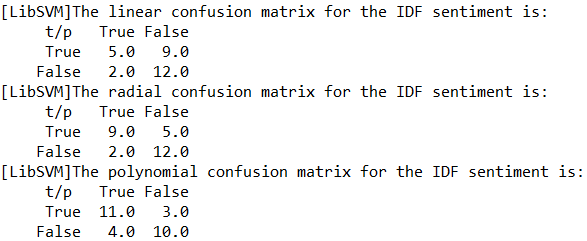 [LibSVM]The linear confusion matrix for the IDF sentiment is:
t/p True False
True 5.0 9.0
False 2.0 12.0
[LibSVM]The radial confusion matrix for the IDF sentiment is:
t/p True False
True 9.0 5.0
False 2.0 12.0
[LibSVM]The polynomial confusion matrix for the IDF sentiment is:
t/p True False
True 11.0 3.0
False 4.0 10.0